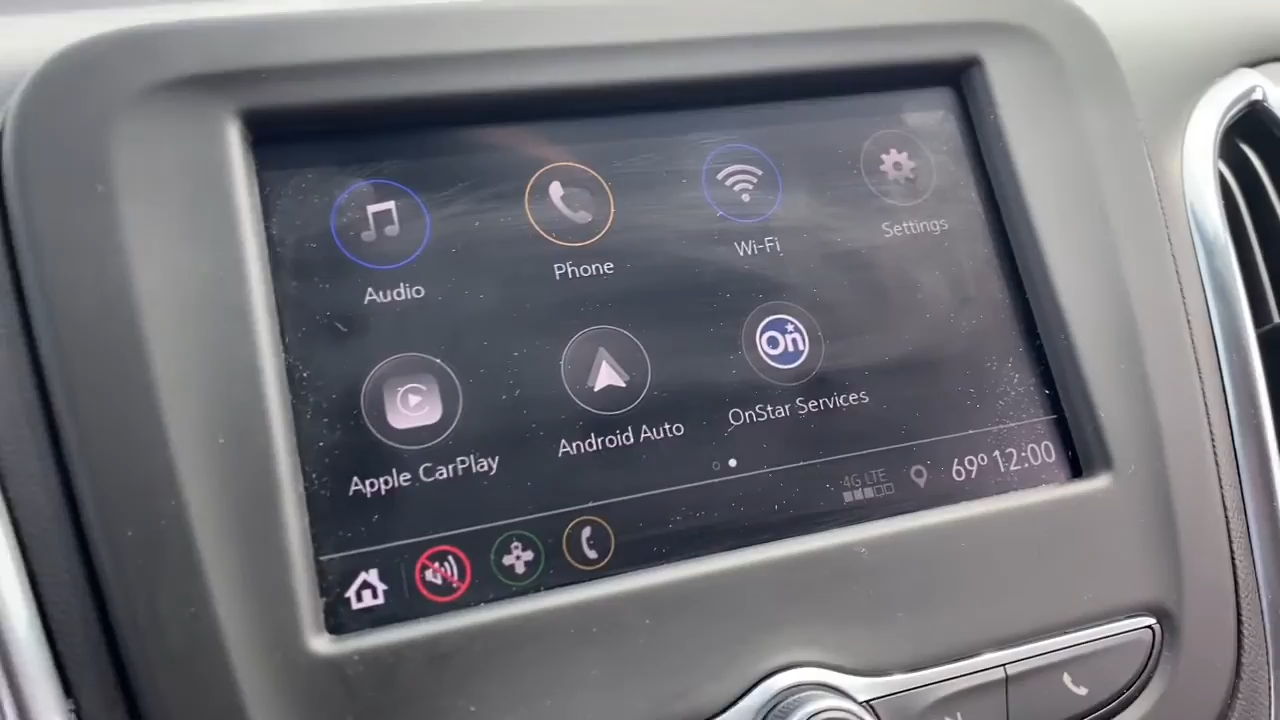 Audio
Phone
Wi-Fi
Settings
Apple CarPlay
Android Auto
On
OnStar Services
4G LTE
69° 12:00